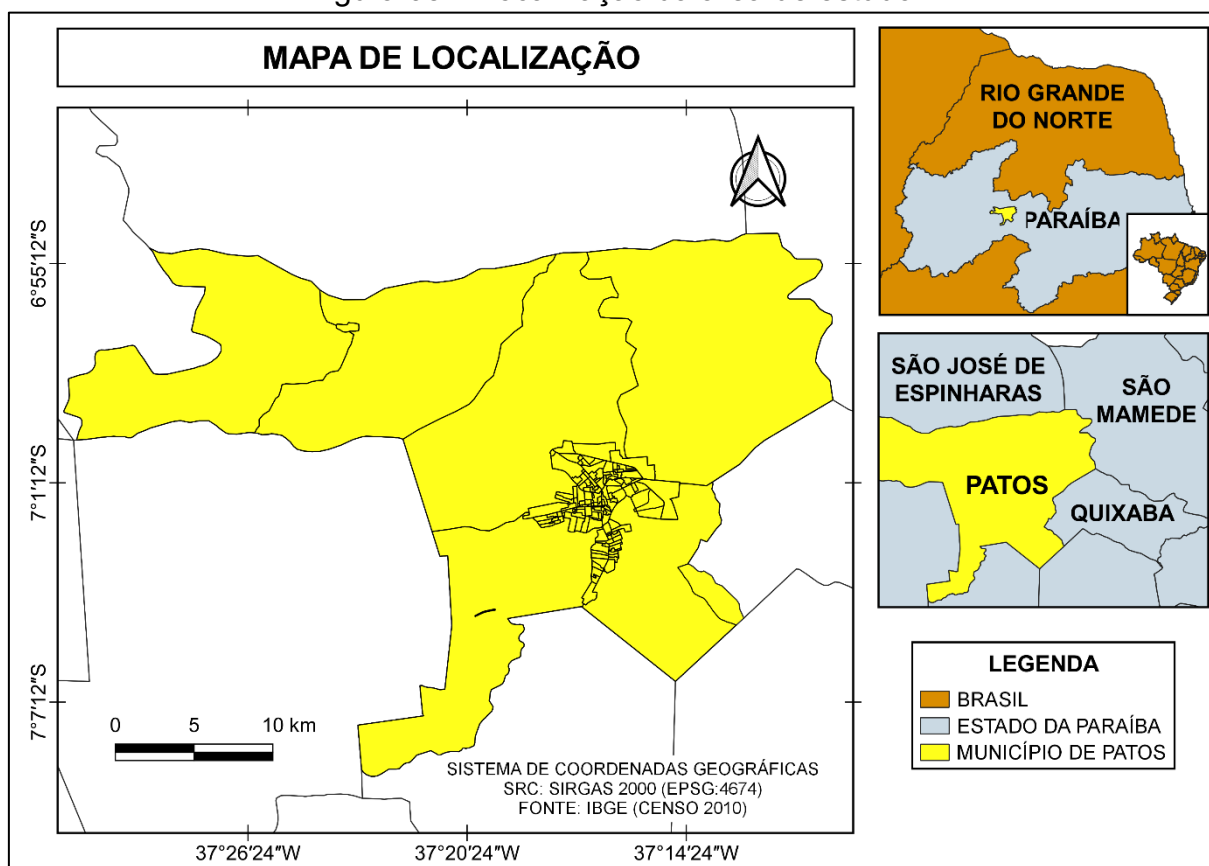 MAPA DE LOCALIZAÇÃO
6°55'12"S
7°1'12"S
7°7'12"S
37°26'24"W
37°20'24"W
37°14'24"W
0 5 10 km
SISTEMA DE COORDENADAS GEOGRÁFICAS
SRC: SIRGAS 2000 (EPSG:4674)
FONTE: IBGE (CENSO 2010)
RIO GRANDE
DO NORTE
PARAÍBA
SÃO JOSÉ DE
ESPINHARAS
SÃO
MAMEDE
PATOS
QUIXABA
LEGENDA
BRASIL
ESTADO DA PARAÍBA
MUNICÍPIO DE PATOS